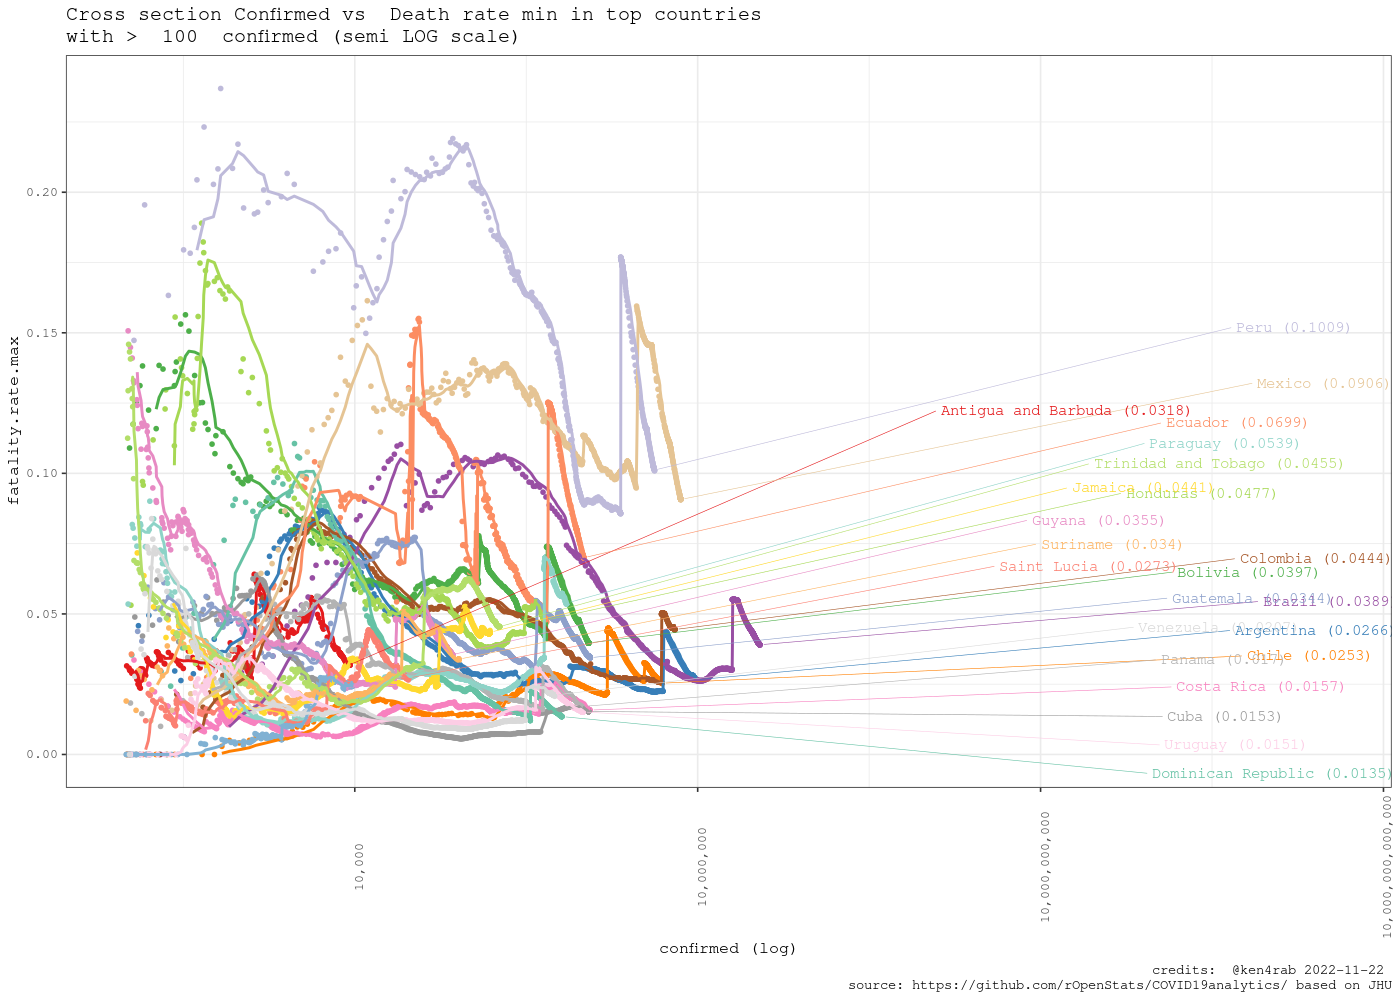 Cross section Confirmed vs  Death rate min in top countries
with >  100  confirmed (semi LOG scale)
fatality.rate.max
0.20
0.15
0.10
0.05
0.00
Peru (0.1009)
Mexico (0.0906)
Antigua and Barbuda (0.0318)
Ecuador (0.0699)
Paraguay (0.0539)
Trinidad and Tobago (0.0455)
Jamaica (0.0441)
Honduras (0.0477)
Guyana (0.0355)
Suriname (0.034)
Colombia (0.0444)
Saint Lucia (0.0273)
Bolivia (0.0397)
Guatemala (0.0344)
Brazil (0.0389
Venezuela
Argentina (0.0266)
Chile (0.0253)
Panama
Costa Rica (0.0157)
Cuba (0.0153)
Uruguay (0.0151)
Dominican Republic (0.0135)
10,000
10,000,000
10,000,000,000
10,000,000,000,000
confirmed (log)
credits:  @ken4rab 2022-11-22
source: https://github.com/rOpenStats/COVID19analytics/ based on JHU